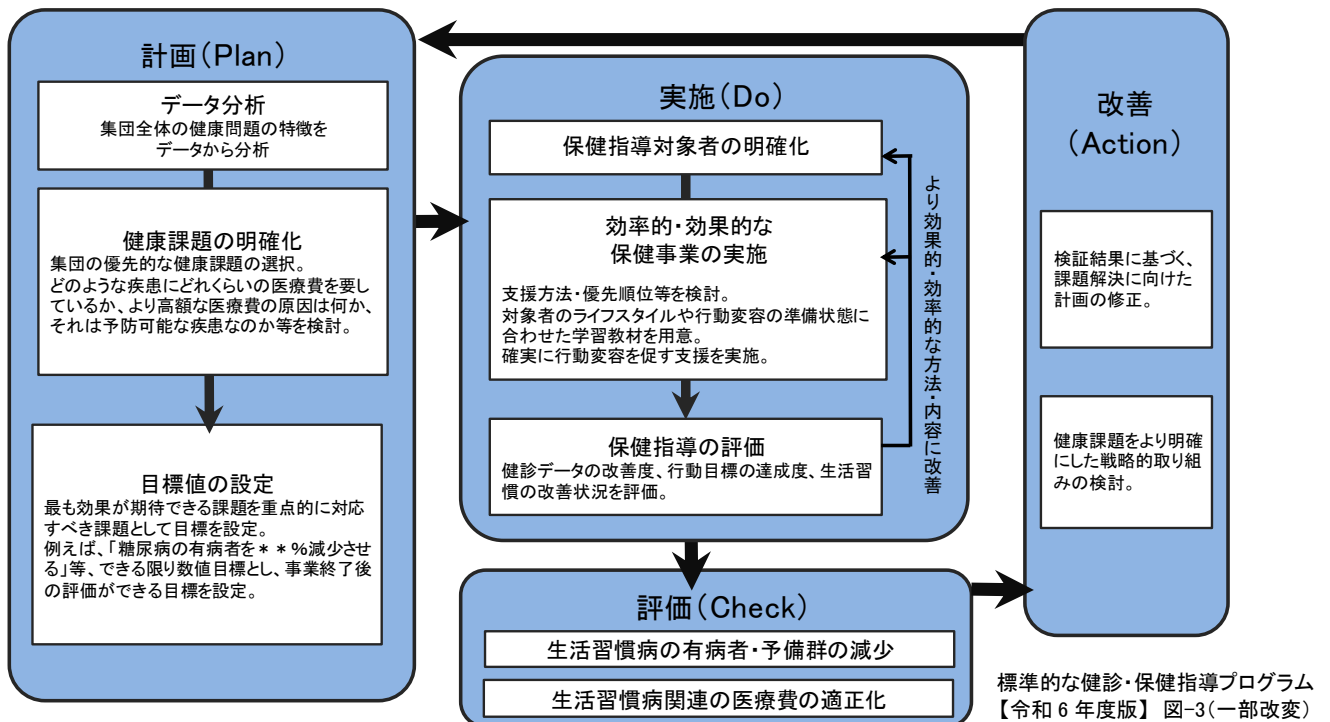 計画(Plan)
データ分析
集団全体の健康問題の特徴を
データから分析
健康課題の明確化
集団の優先的な健康課題の選択。
どのような疾患にどれくらいの医療費を要し
ているか、より高額な医療費の原因は何か、
それは予防可能な疾患なのか等を検討。
目標値の設定
最も効果が期待できる課題を重点的に対応
すべき課題として目標を設定。
例えば、「糖尿病の有病者を＊＊%減少させ
る」等、できる限り数値目標とし、事業終了後
の評価ができる目標を設定。
実施(Do)
保健指導対象者の明確化
効率的・効果的な
保健事業の実施
支援方法・優先順位等を検討。
対象者のライフスタイルや行動変容の準備状態に
合わせた学習教材を用意。
確実に行動変容を促す支援を実施。
保健指導の評価
健診データの改善度、行動目標の達成度、生活習
慣の改善状況を評価。
より効果的・効率的な方法・内容に改善
評価(Check)
生活習慣病の有病者・予備群の減少
生活習慣病関連の医療費の適正化
改善
(Action)
検証結果に基づく、
課題解決に向けた
計画の修正。
健康課題をより明確
にした戦略的取り組
みの検討。
標準的な健診・保健指導プログラム
【令和 6 年度版】 図-3(一部改変)